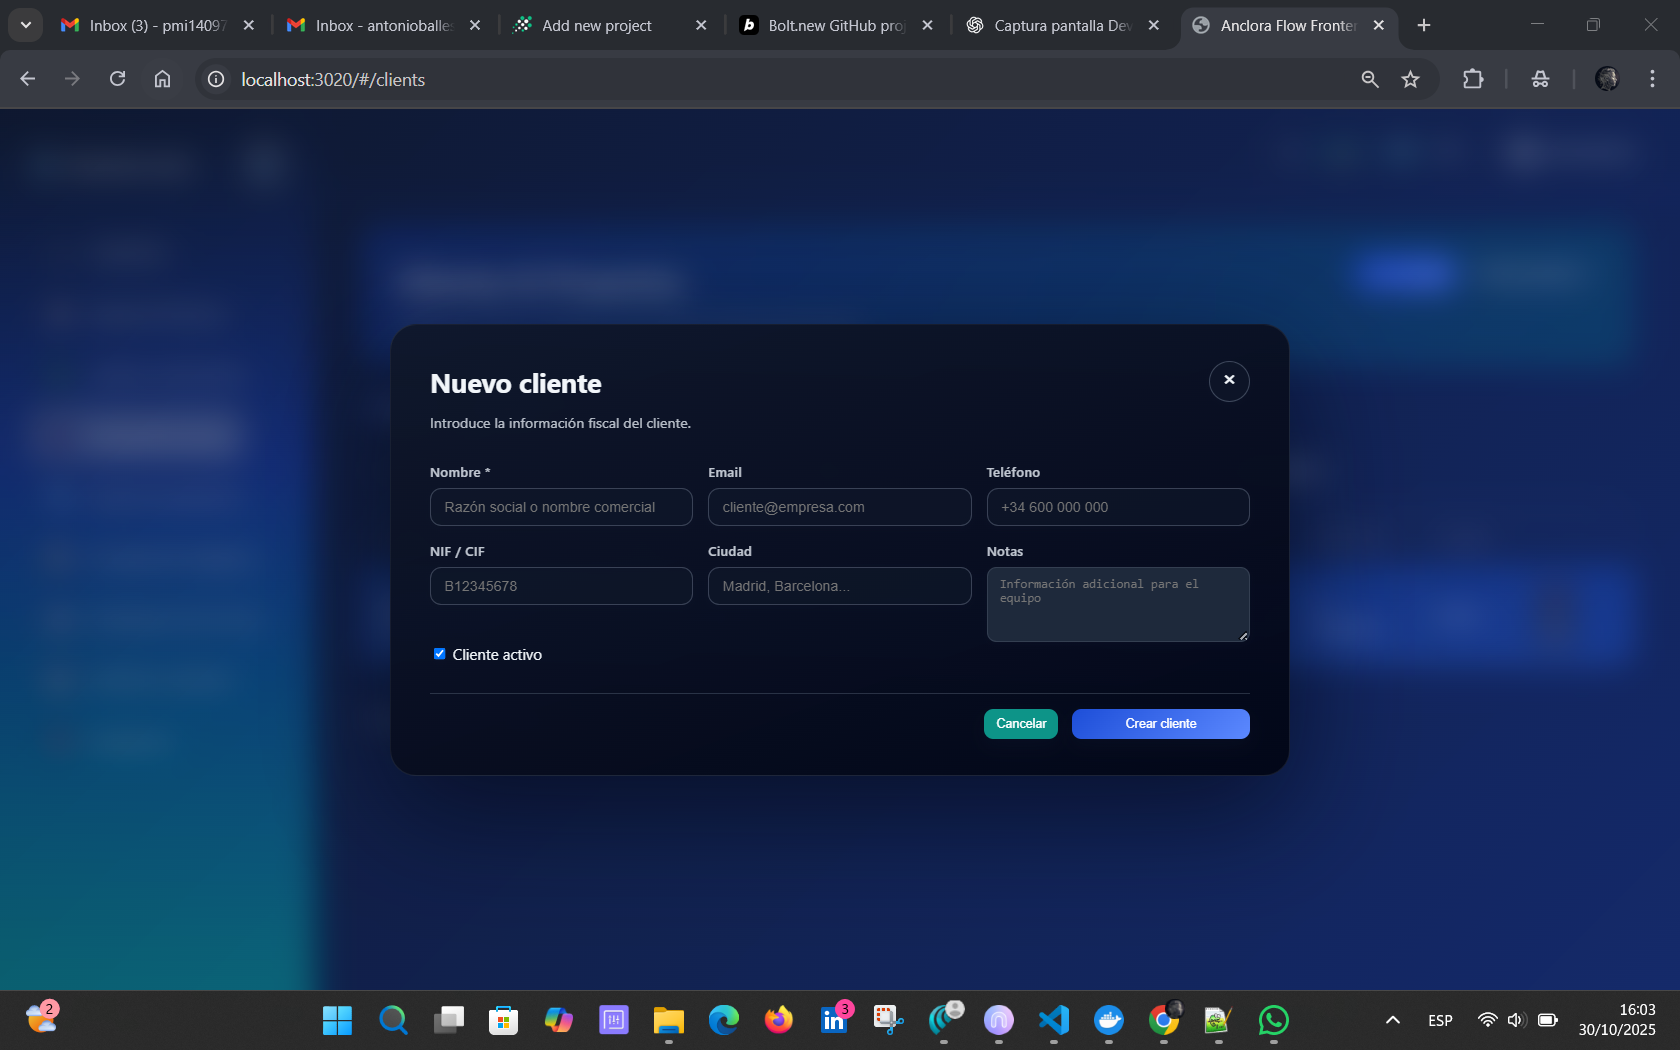 Inbox (3) - pmi14097
Inbox - antonioballes
Add new project
Bolt.new GitHub proj
Captura pantalla Dev
Anclora Flow Fronten
localhost:3020/#/clients
Nuevo cliente
Introduce la información fiscal del cliente.
Nombre *
Email
Teléfono
Razón social o nombre comercial
cliente@empresa.com
+34 600 000 000
NIF / CIF
Ciudad
Notas
B12345678
Madrid, Barcelona...
Información adicional para el
equipo
Cliente activo
Cancelar
Crear cliente
2
3
ESP
16:03
30/10/2025